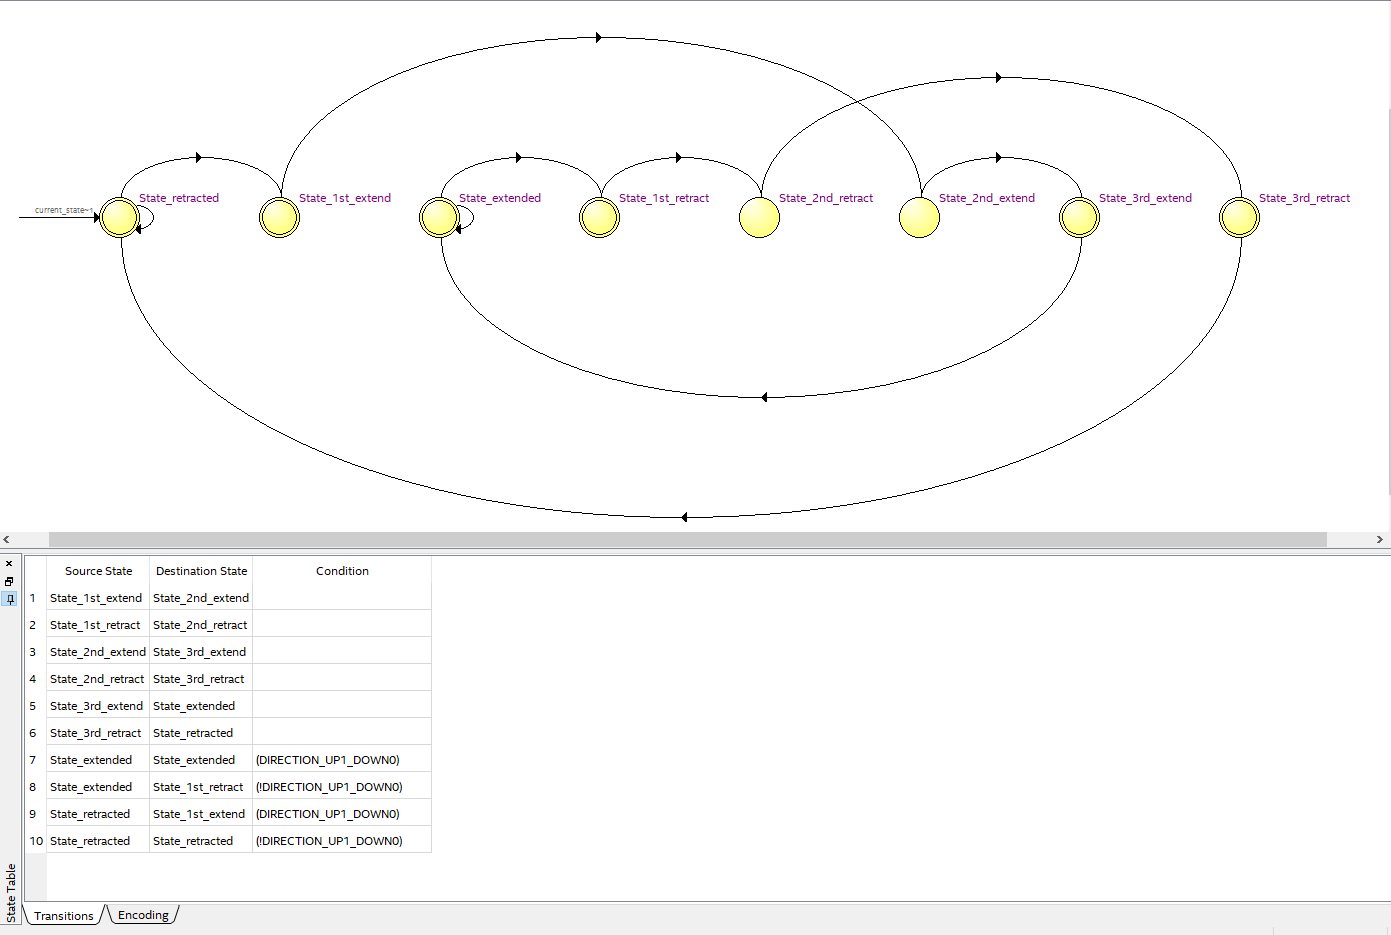 State_retracted
State_1st_extend
State_extended
State_1st_retract
State_2nd_retract
State_2nd_extend
State_3rd_extend
State_3rd_retract
current_state~1
Source State Destination State Condition
1 State_1st_extend State_2nd_extend
2 State_1st_retract State_2nd_retract
3 State_2nd_extend State_3rd_extend
4 State_2nd_retract State_3rd_retract
5 State_3rd_extend State_extended
6 State_3rd_retract State_retracted
7 State_extended State_extended (DIRECTION_UP1_DOWN0)
8 State_extended State_1st_retract (!DIRECTION_UP1_DOWN0)
9 State_retracted State_1st_extend (DIRECTION_UP1_DOWN0)
10 State_retracted State_retracted (!DIRECTION_UP1_DOWN0)
State Table
Transitions Encoding